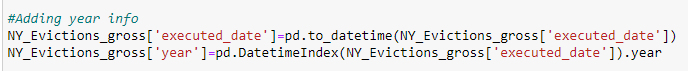 #Adding year info
NY_Evictions_gross['executed_date']=pd.to_datetime(NY_Evictions_gross['executed_date'])
NY_Evictions_gross['year']=pd.DatetimeIndex(NY_Evictions_gross['executed_date']).year